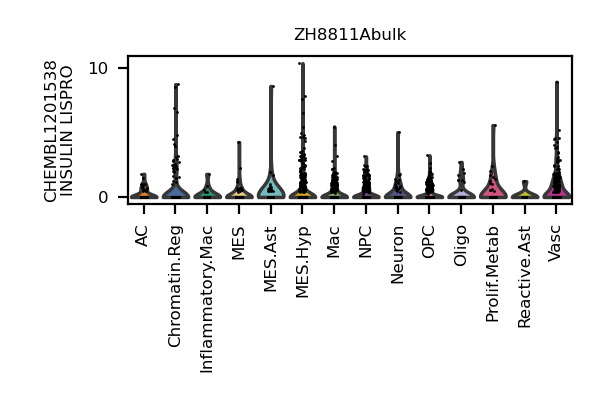 ZH8811Abulk
CHEMBL1201538
INSULIN LISPRO
10
0
AC
Chromatin.Reg
Inflammatory.Mac
MES
MES.Ast
MES.Hyp
Mac
NPC
Neuron
OPC
Oligo
Prolif.Metab
Reactive.Ast
Vasc